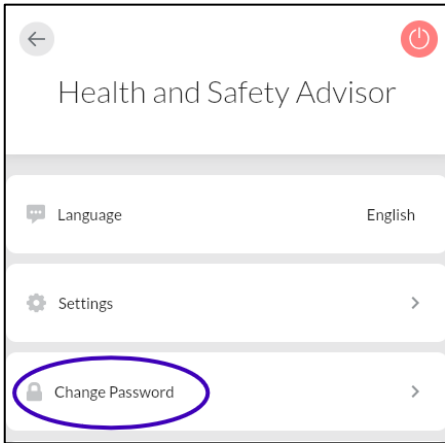 Health and Safety Advisor
Language English
Settings
Change Password